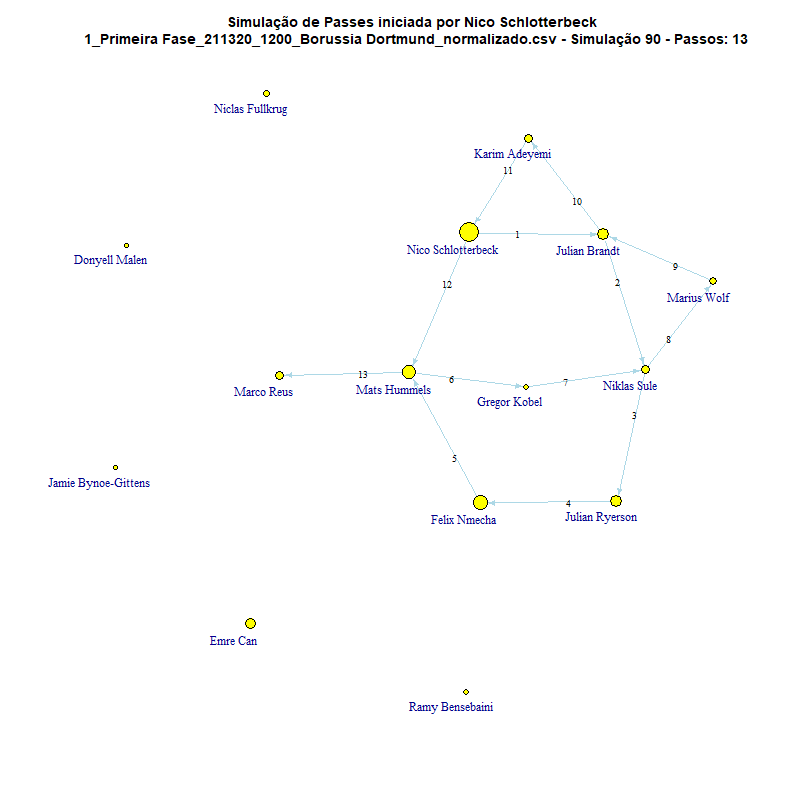 Simulação de Passes iniciada por Nico Schlotterbeck
1_Primeira Fase_211320_1200_Borussia Dortmund_normalizado.csv - Simulação 90 - Passos: 13
Niclas Fullkrug
Karim Adeyemi
11
10
1
Nico Schlotterbeck
Julian Brandt
Donyell Malen
9
12
2
Marius Wolf
8
13
6
7
Marco Reus
Mats Hummels
Gregor Kobel
Niklas Sule
3
5
Jamie Bynoe-Gittens
4
Felix Nmecha
Julian Ryerson
Emre Can
Ramy Bensebaini